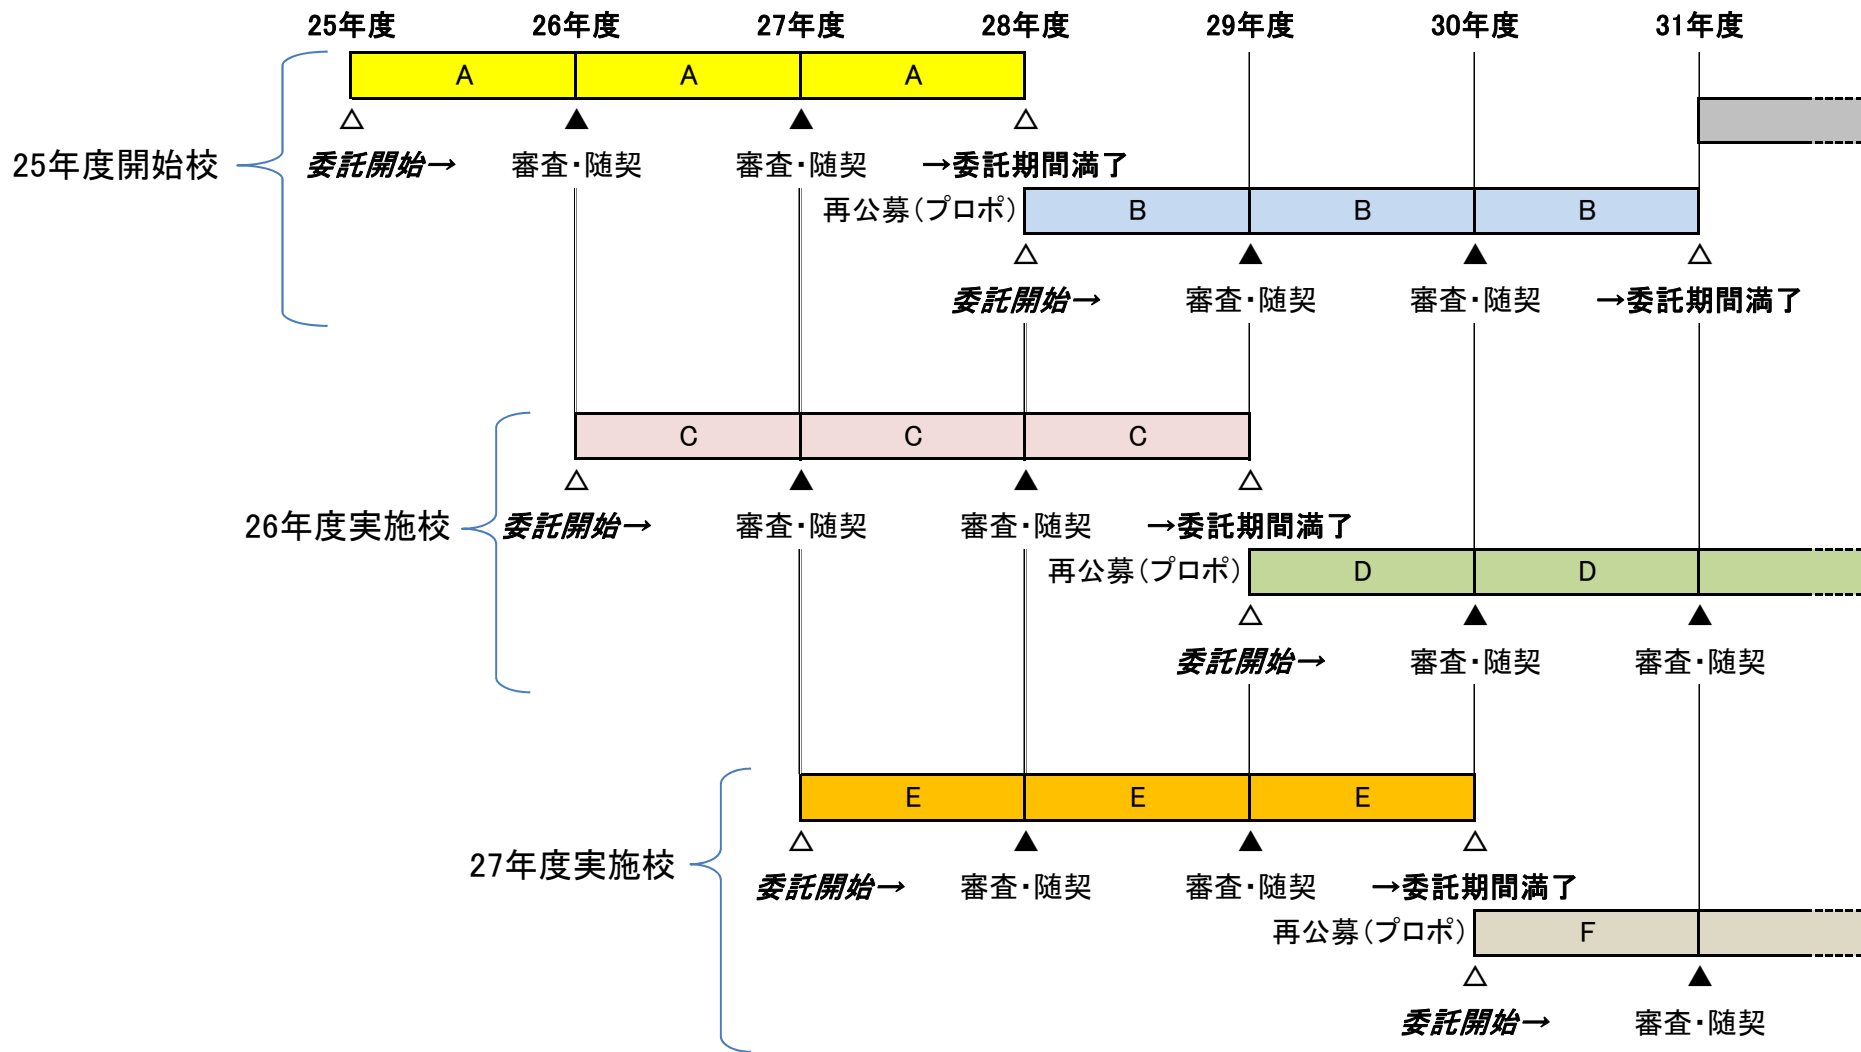 25年度 26年度 27年度 28年度 29年度 30年度 31年度
A A A
△ ▲ ▲ △
25年度開始校 委託開始→ 審査・随契 審査・随契 →委託期間満了
再公募(プロポ) B B B
△ ▲ ▲ △
委託開始→ 審査・随契 審査・随契 →委託期間満了
C C C
△ ▲ ▲ △
26年度実施校 委託開始→ 審査・随契 審査・随契 →委託期間満了
再公募(プロポ) D D
△ ▲ ▲
委託開始→ 審査・随契 審査・随契
E E E
△ ▲ ▲ △
27年度実施校 委託開始→ 審査・随契 審査・随契 →委託期間満了
再公募(プロポ) F
△ ▲
委託開始→ 審査・随契